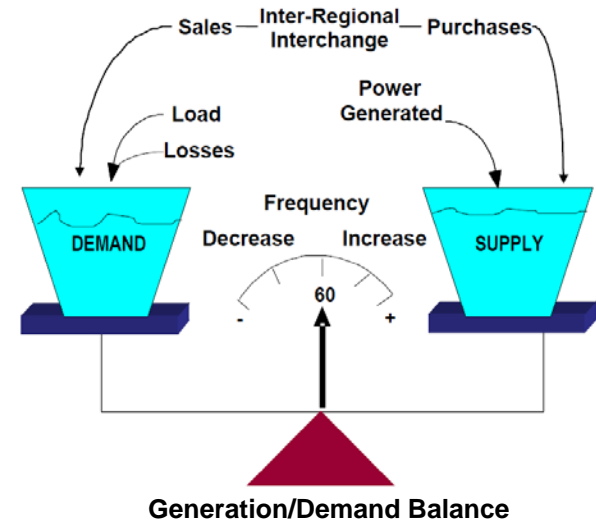 Sales
Inter-Regional
Interchange
Purchases
Load
Losses
Power
Generated
Frequency
Decrease
Increase
DEMAND
SUPPLY
60
-
+
Generation/Demand Balance